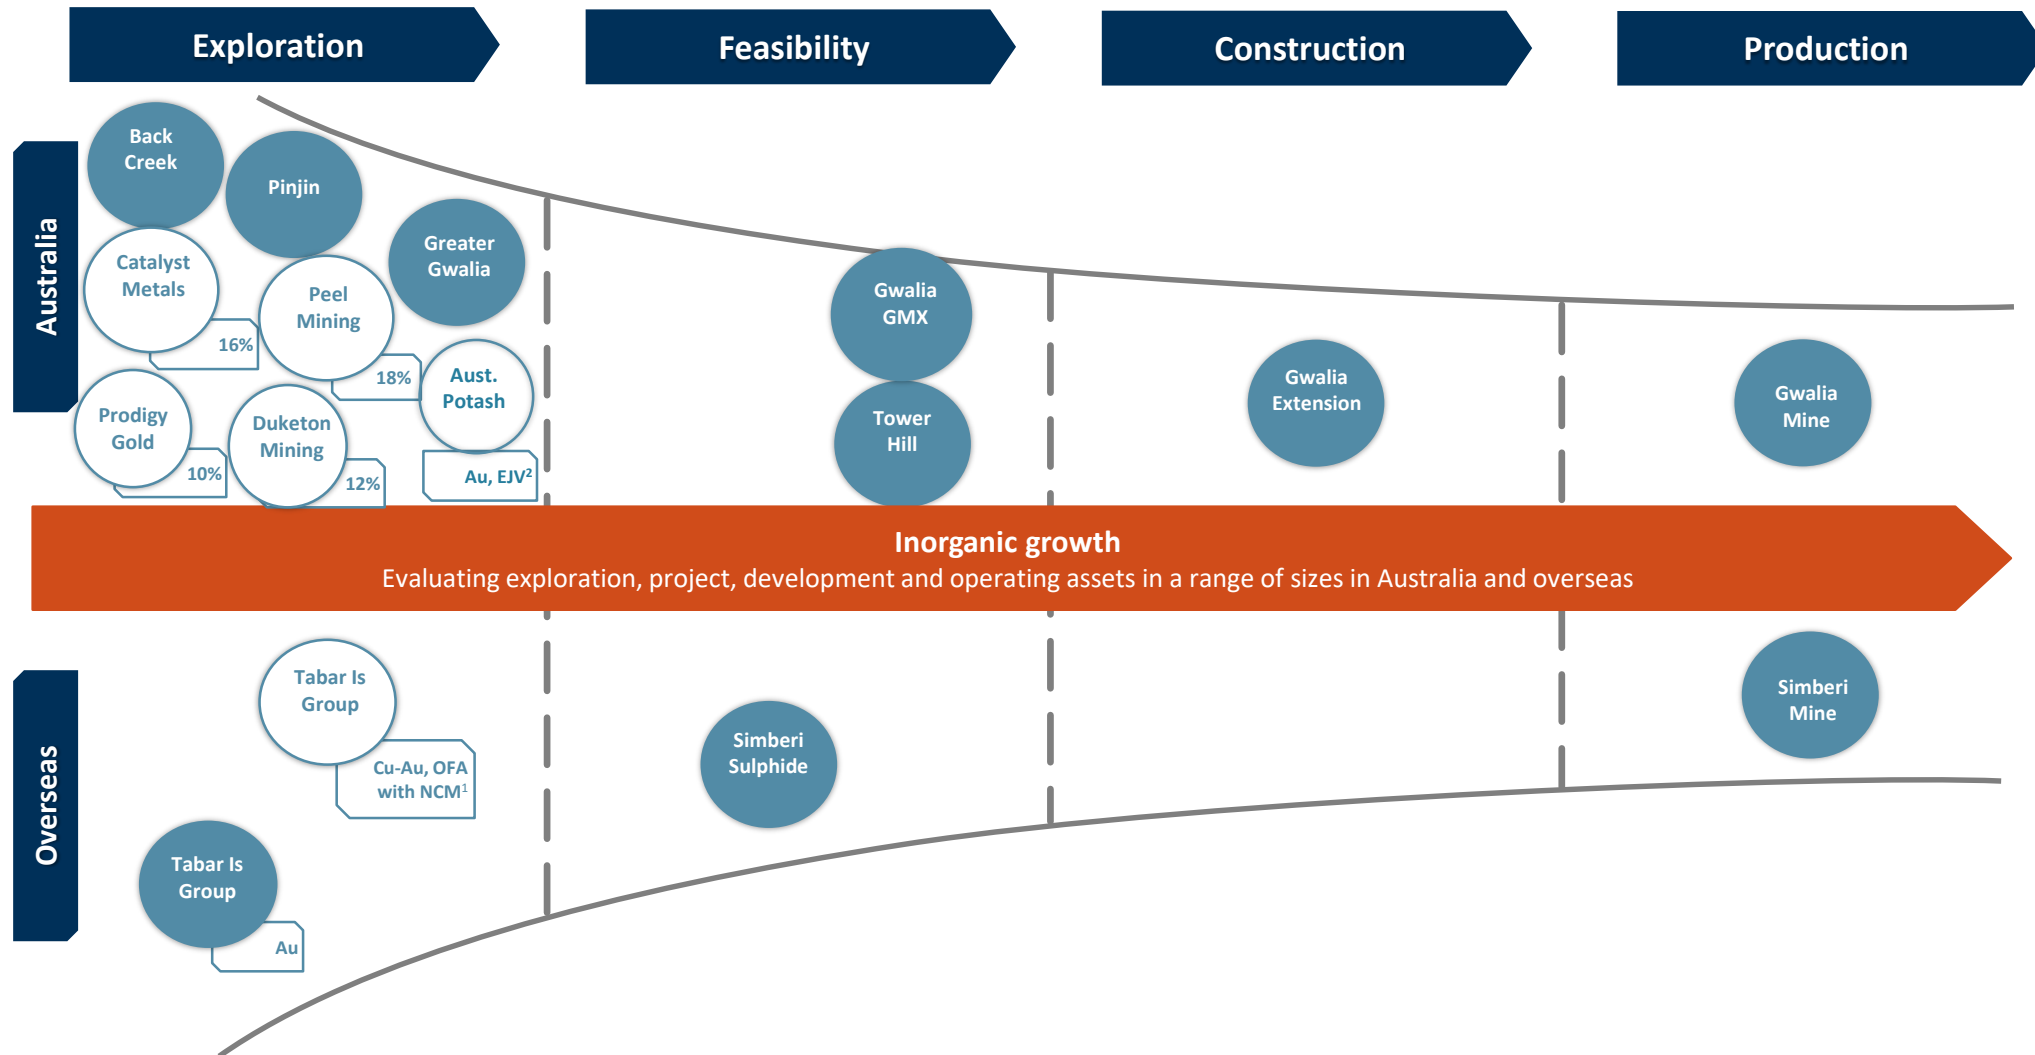 Exploration
Feasibility
Construction
Production
Australia
Back
Creek
Pinjin
Greater
Gwalia
Catalyst
Metals
16%
Peel
Mining
18%
Aust.
Potash
Au, EJV²
Prodigy
Gold
10%
Duketon
Mining
12%
Gwalia
GMX
Tower
Hill
Gwalia
Extension
Gwalia
Mine
Inorganic growth
Evaluating exploration, project, development and operating assets in a range of sizes in Australia and overseas
Overseas
Tabar Is
Group
Cu-Au, OFA
with NCM¹
Tabar Is
Group
Au
Simberi
Sulphide
Simberi
Mine